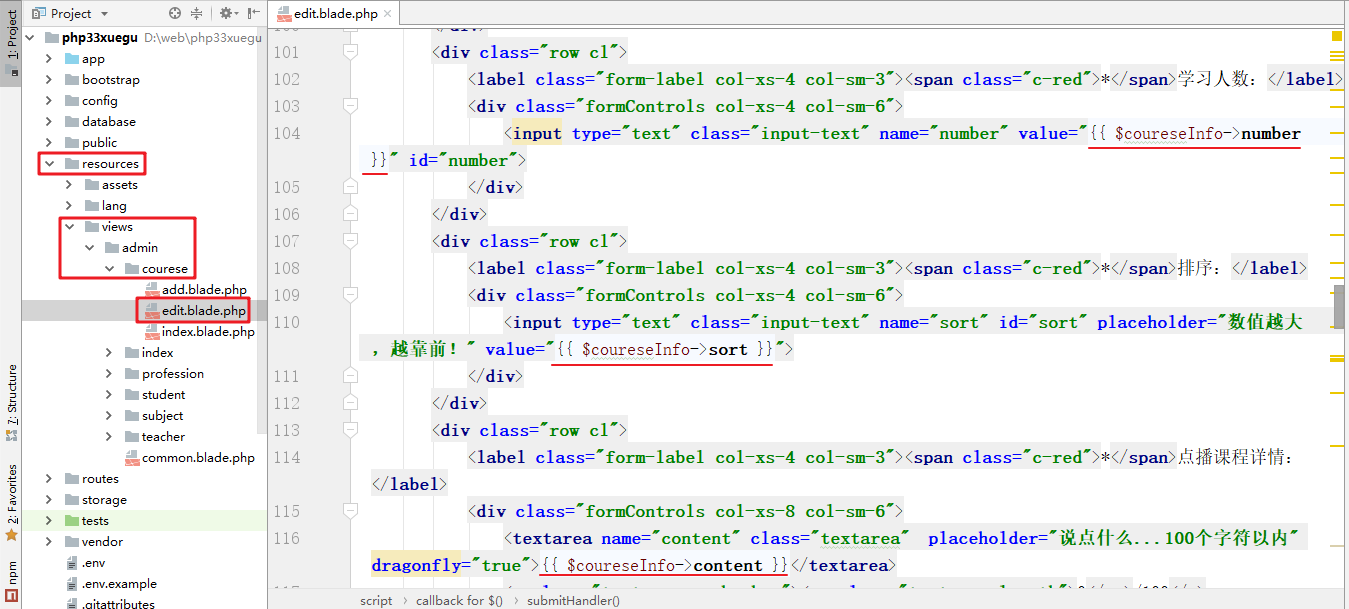 Project
edit.blade.php
1: Project
7: Structure
2: Favorites
npm
php33xuegu D:\web\php33xuegu
app
bootstrap
config
database
public
resources
assets
lang
views
admin
courese
add.blade.php
edit.blade.php
index.blade.php
index
profession
student
subject
teacher
common.blade.php
routes
storage
tests
vendor
.env
.env.example
.gitattributes
101 <div class="row cl">
102 <label class="form-label col-xs-4 col-sm-3"><span class="c-red">*</span>学习人数：</label>
103 <div class="formControls col-xs-4 col-sm-6">
104 <input type="text" class="input-text" name="number" value="{{ $coureseInfo->number
}}" id="number">
105 </div>
106 </div>
107 <div class="row cl">
108 <label class="form-label col-xs-4 col-sm-3"><span class="c-red">*</span>排序：</label>
109 <div class="formControls col-xs-4 col-sm-6">
110 <input type="text" class="input-text" name="sort" id="sort" placeholder="数值越大
，越靠前！" value="{{ $coureseInfo->sort }}">
111 </div>
112 </div>
113 <div class="row cl">
114 <label class="form-label col-xs-4 col-sm-3"><span class="c-red">*</span>点播课程详情：
</label>
115 <div class="formControls col-xs-8 col-sm-6">
116 <textarea name="content" class="textarea" placeholder="说点什么...100个字符以内"
dragonfly="true">{{ $coureseInfo->content }}</textarea>
script › callback for $() › submitHandler()